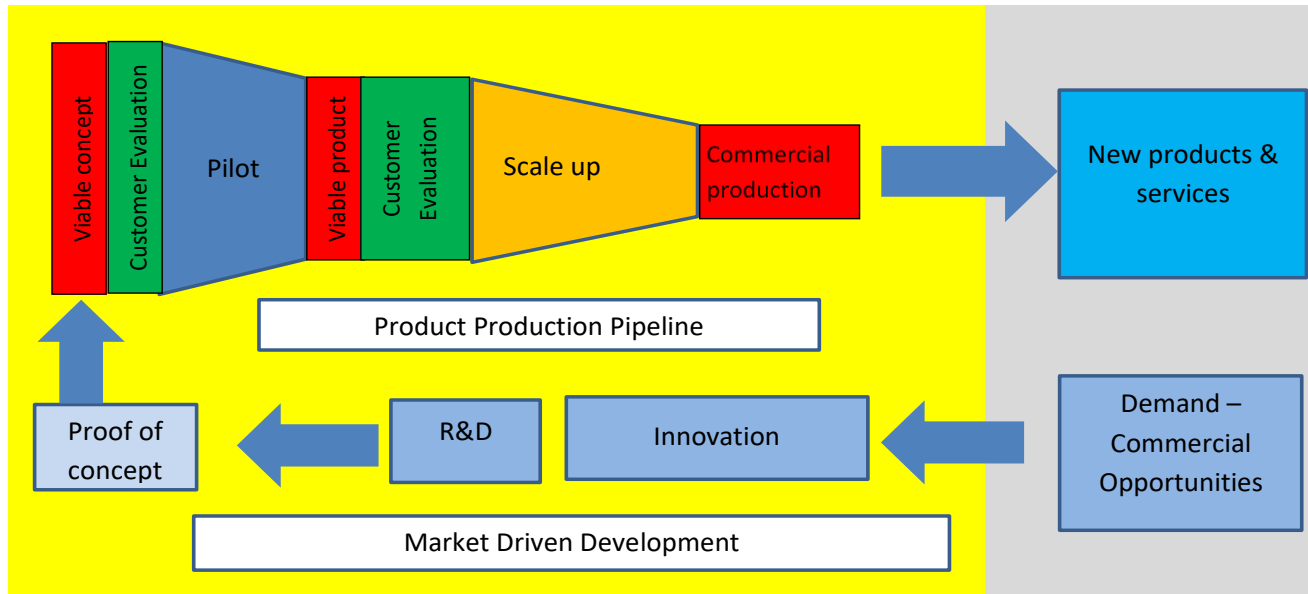 Viable concept
Customer Evaluation
Pilot
Viable product
Customer
Evaluation
Scale up
Commercial
production
New products &
services
Product Production Pipeline
Proof of
concept
R&D
Innovation
Demand –
Commercial
Opportunities
Market Driven Development